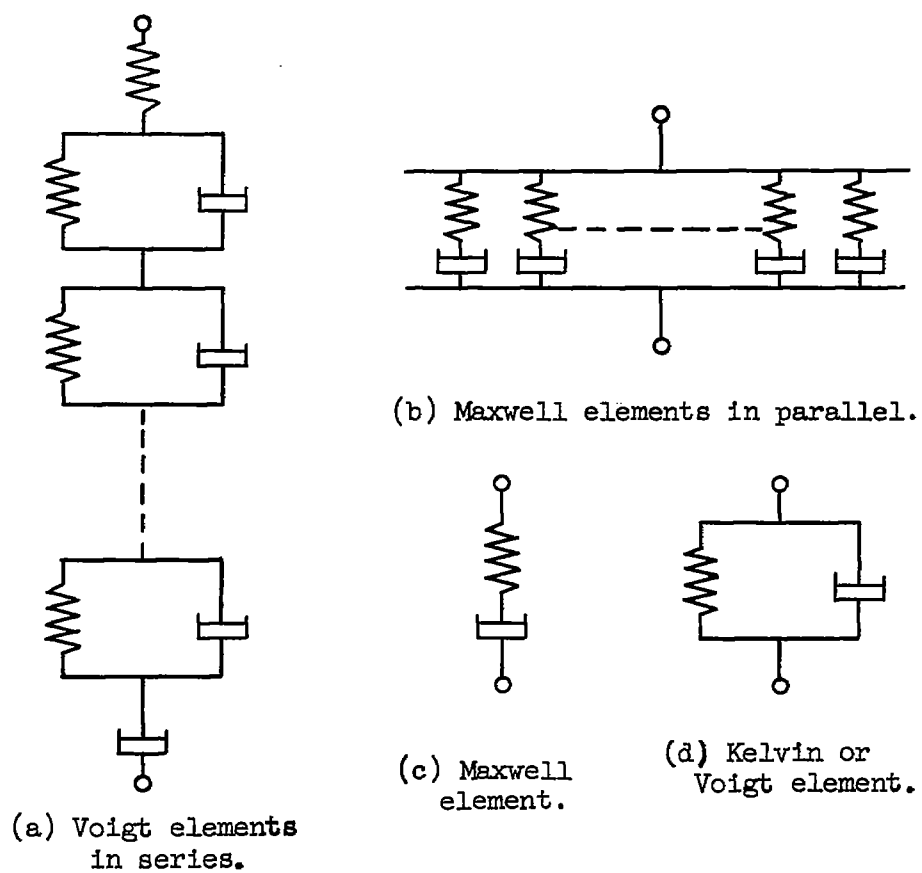 (a) Voigt elements
in series.
(b) Maxwell elements in parallel.
(c) Maxwell
element.
(d) Kelvin or
Voigt element.